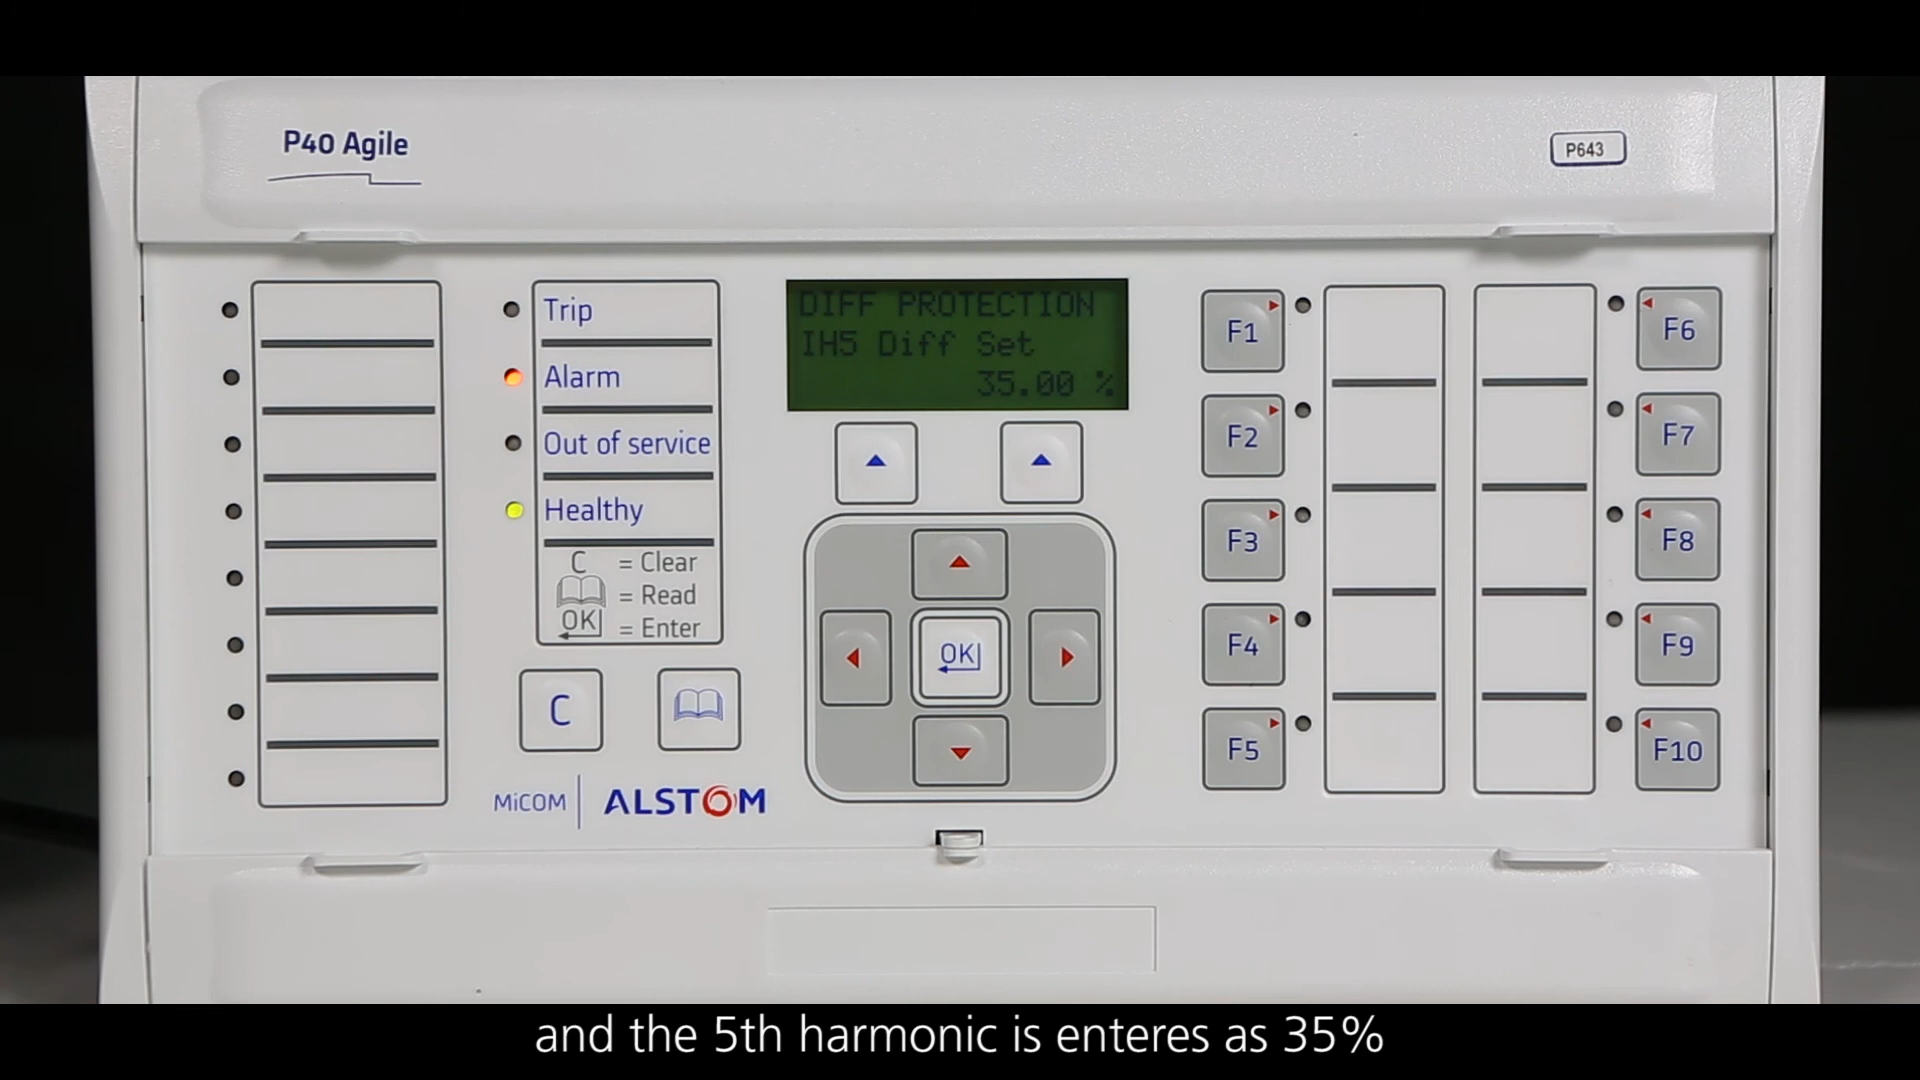 P40 Agile
P643
Trip
Alarm
Out of service
Healthy
C = Clear
= Read
OK = Enter
C
MiCOM
ALSTOM
DIFF PROTECTION
IH5 Diff Set
35.00 %
OK
F1
F2
F3
F4
F5
F6
F7
F8
F9
F10
and the 5th harmonic is enteres as 35%